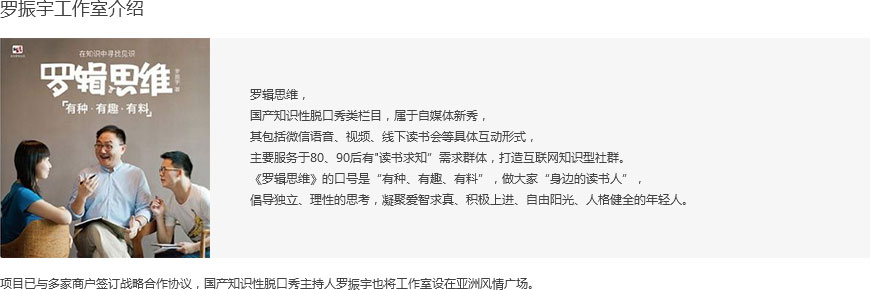 罗振宇工作室介绍
在知识中寻找见识
罗辑思维
有种·有趣·有料
罗辑思维，
国产知识性脱口秀类栏目，属于自媒体新秀，
其包括微信语音、视频、线下读书会等具体互动形式，
主要服务于80、90后有"读书求知”需求群体，打造互联网知识型社群。
《罗辑思维》的口号是“有种、有趣、有料”，做大家“身边的读书人”，
倡导独立、理性的思考，凝聚爱智求真、积极上进、自由阳光、人格健全的年轻人。
项目已与多家商户签订战略合作协议，国产知识性脱口秀主持人罗振宇也将工作室设在亚洲风情广场。